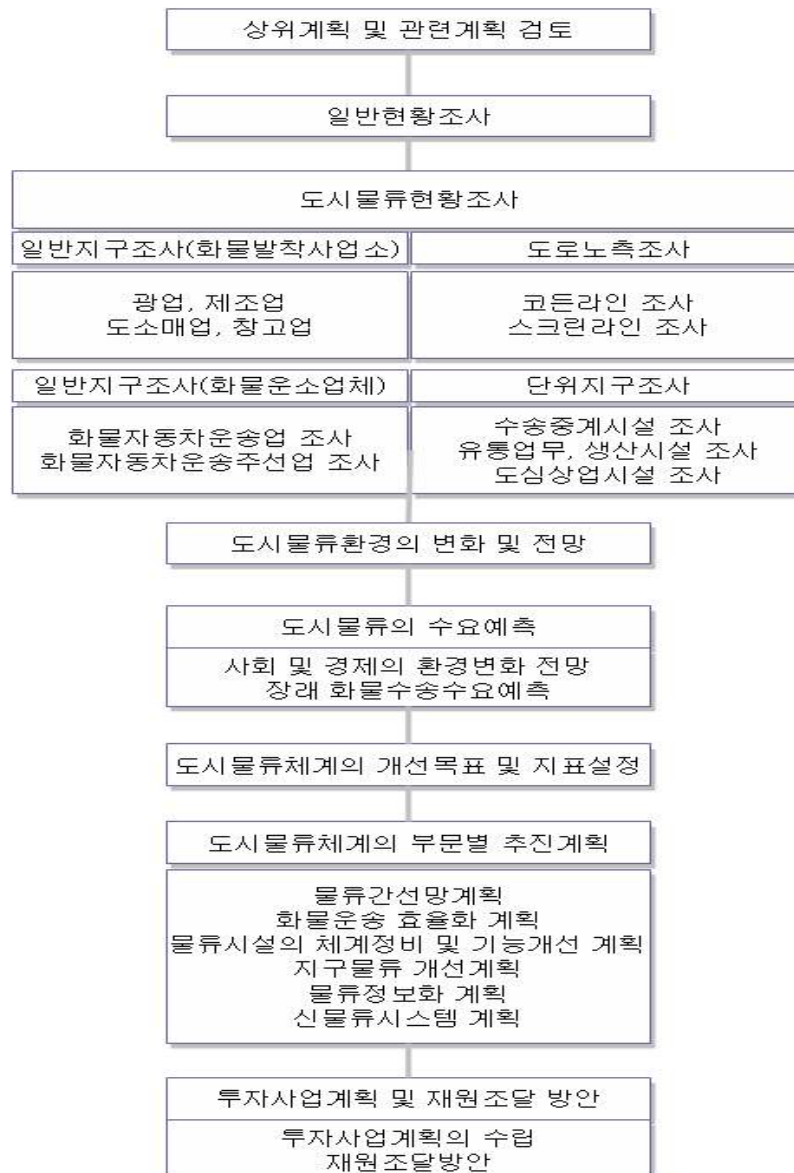 상위계획 및 관련계획 검토
일반현황조사
도시물류현황조사
일반지구조사(화물발착사업소)
도로노측조사
광업, 제조업
도소매업, 창고업
코든라인 조사
스크린라인 조사
일반지구조사(화물운소업체)
단위지구조사
화물자동차운송업 조사
화물자동차운송주선업 조사
수송중계시설 조사
유통업무, 생산시설 조사
도심상업시설 조사
도시물류환경의 변화 및 전망
도시물류의 수요예측
사회 및 경제의 환경변화 전망
장래 화물수송수요예측
도시물류체계의 개선목표 및 지표설정
도시물류체계의 부문별 추진계획
물류간선망계획
화물운송 효율화 계획
물류시설의 체계정비 및 기능개선 계획
지구물류 개선계획
물류정보화 계획
신물류시스템 계획
투자사업계획 및 재원조달 방안
투자사업계획의 수립
재원조달방안